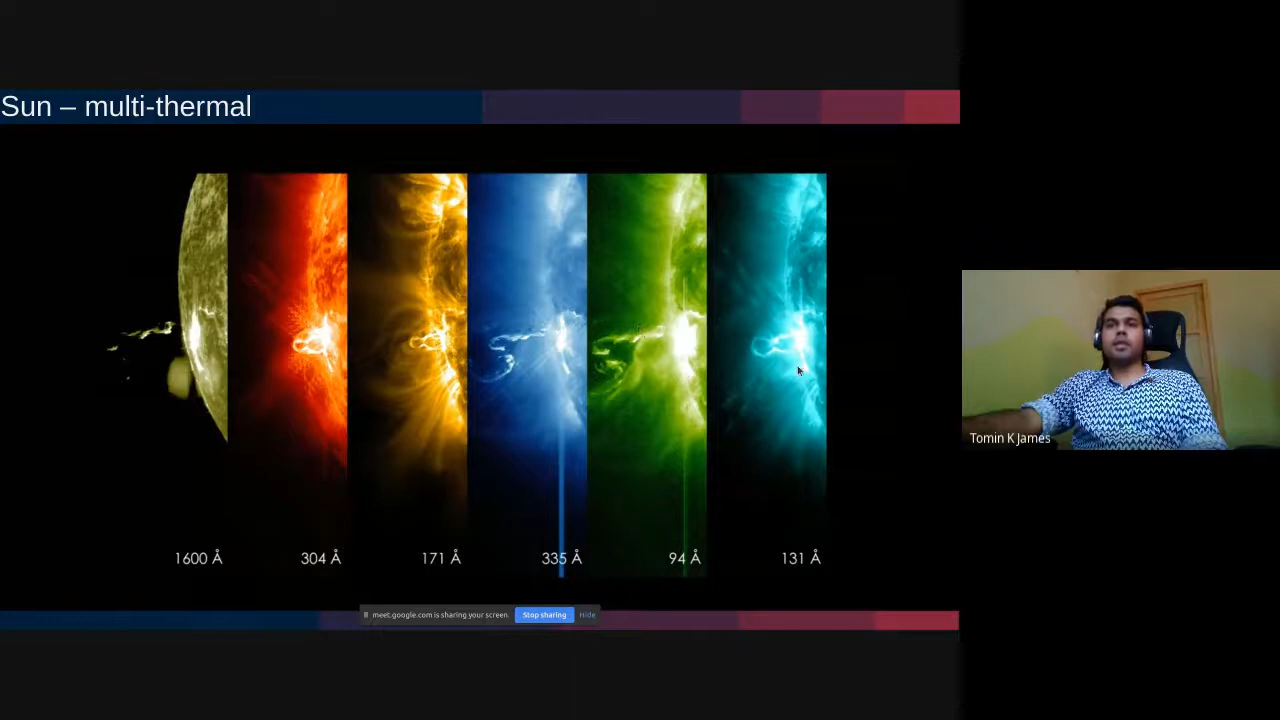 Sun – multi-thermal
1600 Å
304 Å
171 Å
335 Å
94 Å
131 Å
Tomin K James
meet.google.com is sharing your screen.
Stop sharing
Hide